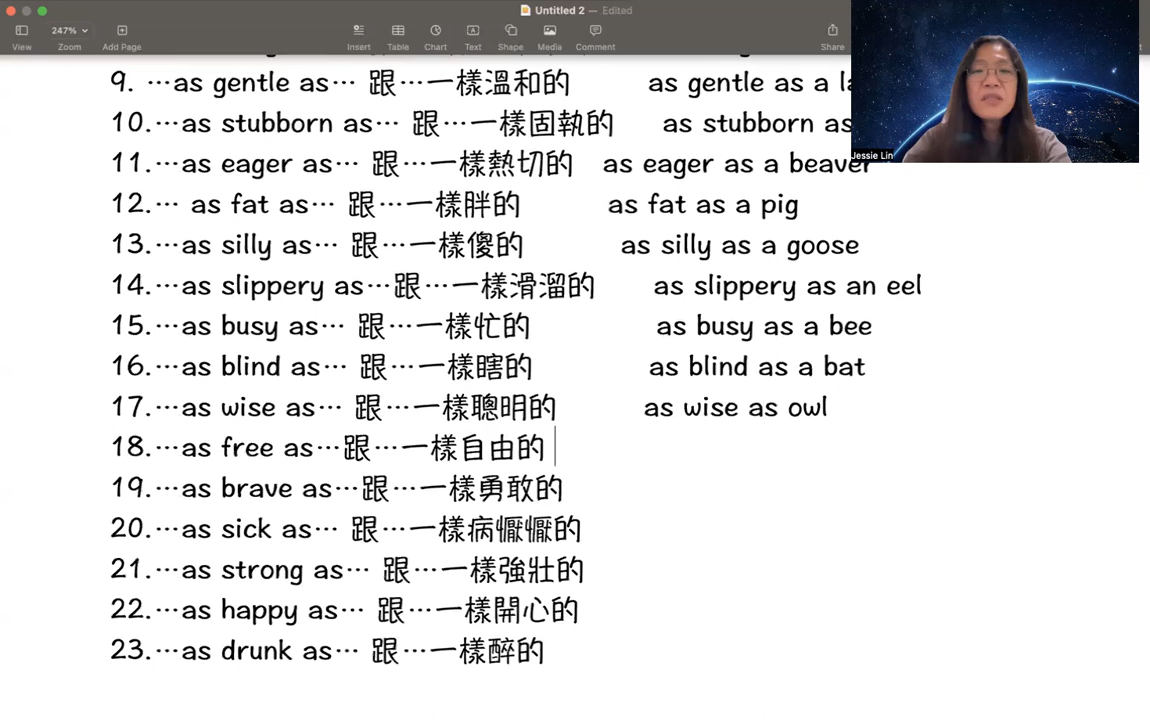 Untitled 2 — Edited
247%
View Zoom Add Page Insert Table Chart Text Shape Media Comment Share
9. …as gentle as… 跟…一樣溫和的 as gentle as a
10.…as stubborn as… 跟…一樣固執的 as stubborn as
11.…as eager as… 跟…一樣熱切的 as eager as a beaver
12.… as fat as… 跟…一樣胖的 as fat as a pig
13.…as silly as… 跟…一樣傻的 as silly as a goose
14.…as slippery as…跟…一樣滑溜的 as slippery as an eel
15.…as busy as… 跟…一樣忙的 as busy as a bee
16.…as blind as… 跟…一樣瞎的 as blind as a bat
17.…as wise as… 跟…一樣聰明的 as wise as owl
18.…as free as…跟…一樣自由的
19.…as brave as…跟…一樣勇敢的
20.…as sick as… 跟…一樣病懨懨的
21.…as strong as… 跟…一樣強壯的
22.…as happy as… 跟…一樣開心的
23.…as drunk as… 跟…一樣醉的
Jessie Lin